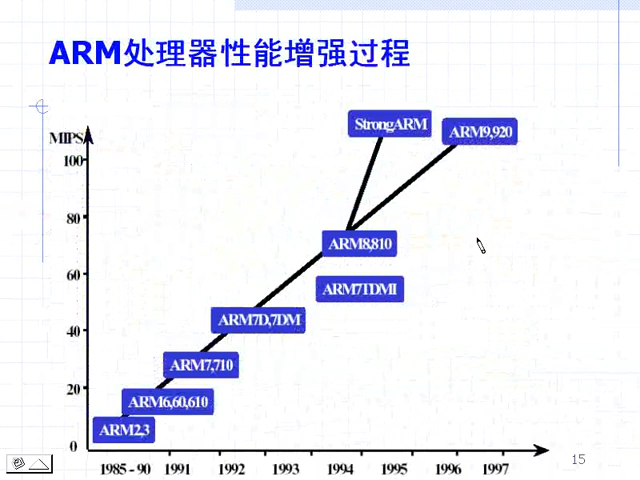 ARM处理器性能增强过程
MIPS
StrongARM
ARM9,920
100
80
ARM8,810
60
ARM7TDMI
ARM7D,7DM
40
ARM7,710
20
ARM6,60,610
ARM2,3
0
1985 - 90 1991 1992 1993 1994 1995 1996 1997
15